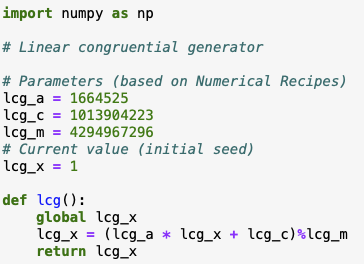 import numpy as np
# Linear congruential generator
# Parameters (based on Numerical Recipes)
lcg_a = 1664525
lcg_c = 1013904223
lcg_m = 4294967296
# Current value (initial seed)
lcg_x = 1
def lcg():
    global lcg_x
    lcg_x = (lcg_a * lcg_x + lcg_c)%lcg_m
    return lcg_x